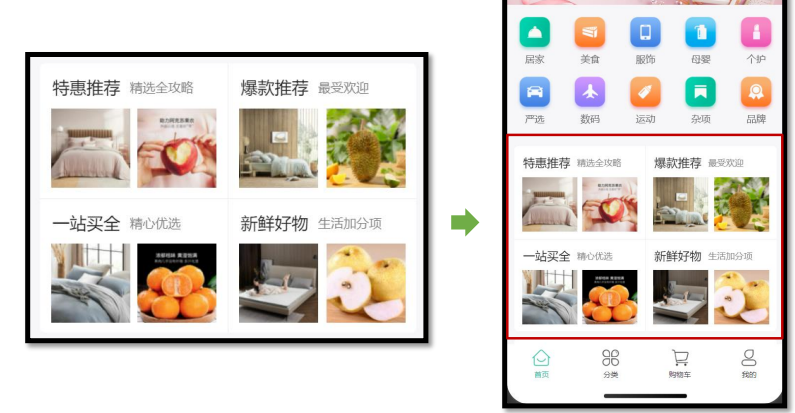 特惠推荐 精选全攻略
爆款推荐 最受欢迎
一站买全 精心优选
新鲜好物 生活加分项
居家 美食 服饰 母婴 个护
严选 数码 运动 杂项 品牌
特惠推荐 精选全攻略
爆款推荐 最受欢迎
一站买全 精心优选
新鲜好物 生活加分项
首页 分类 购物车 我的